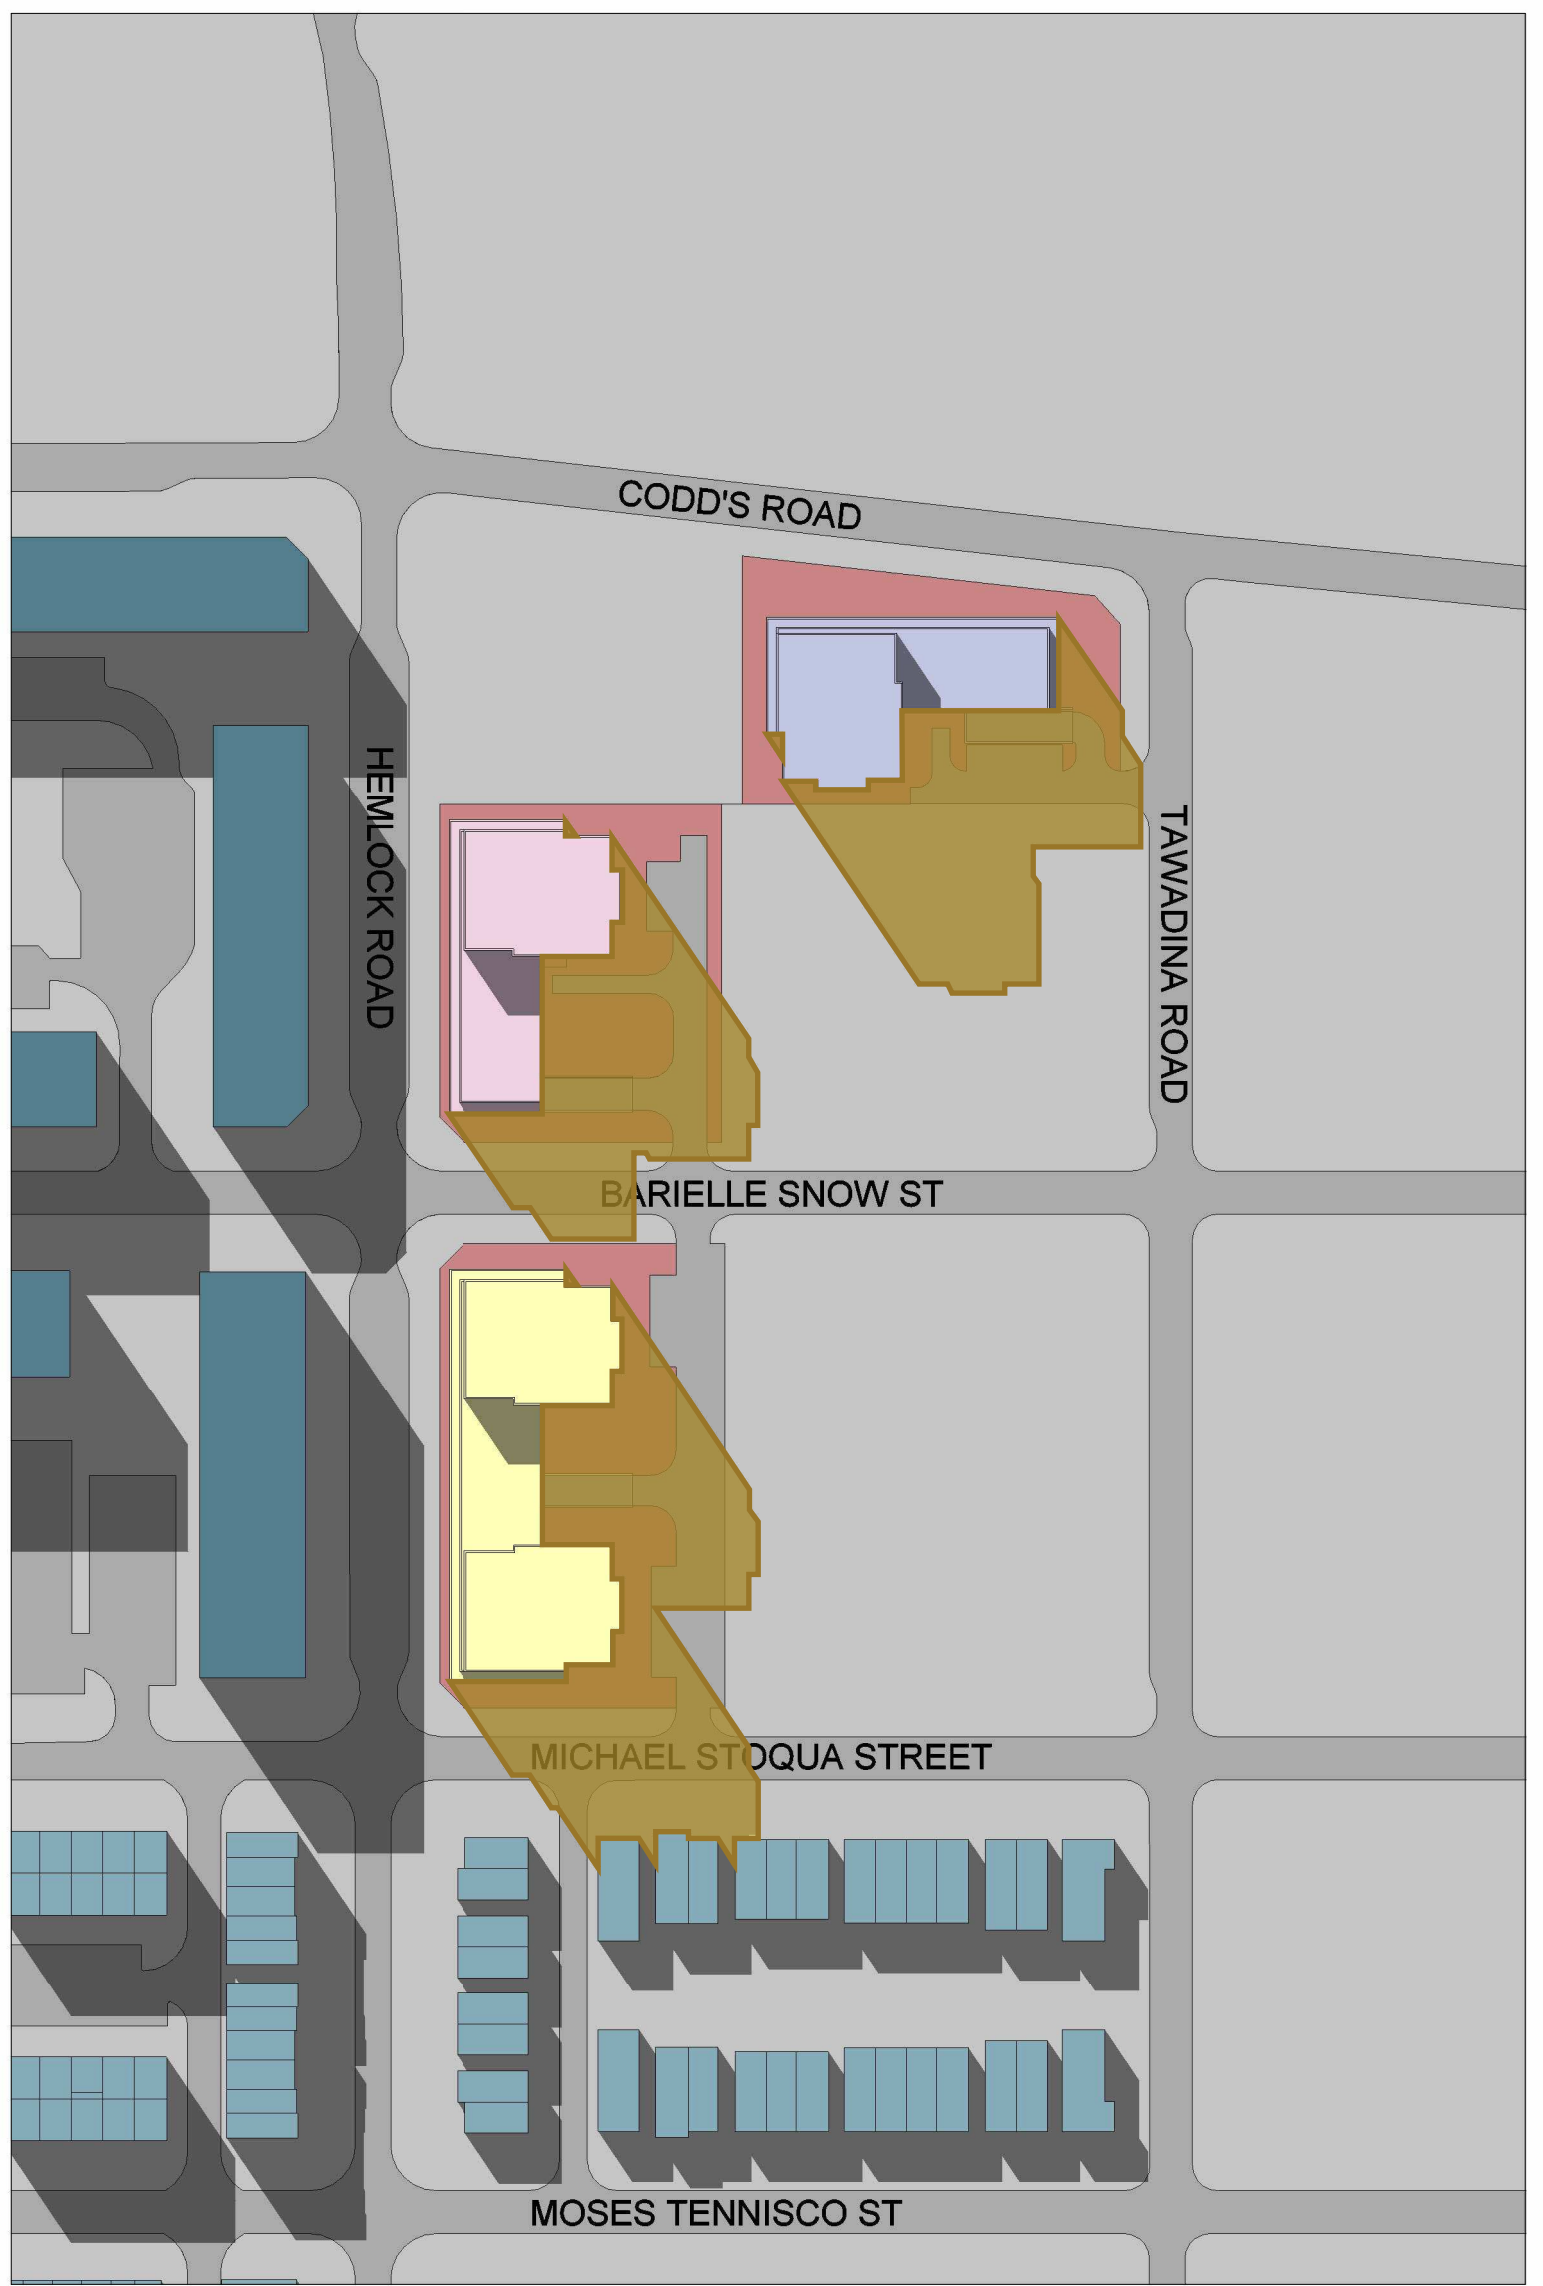 CODD'S ROAD
HEMLOCK ROAD
TAWADINA ROAD
BARIELLE SNOW ST
MICHAEL STOQUA STREET
MOSES TENNISCO ST